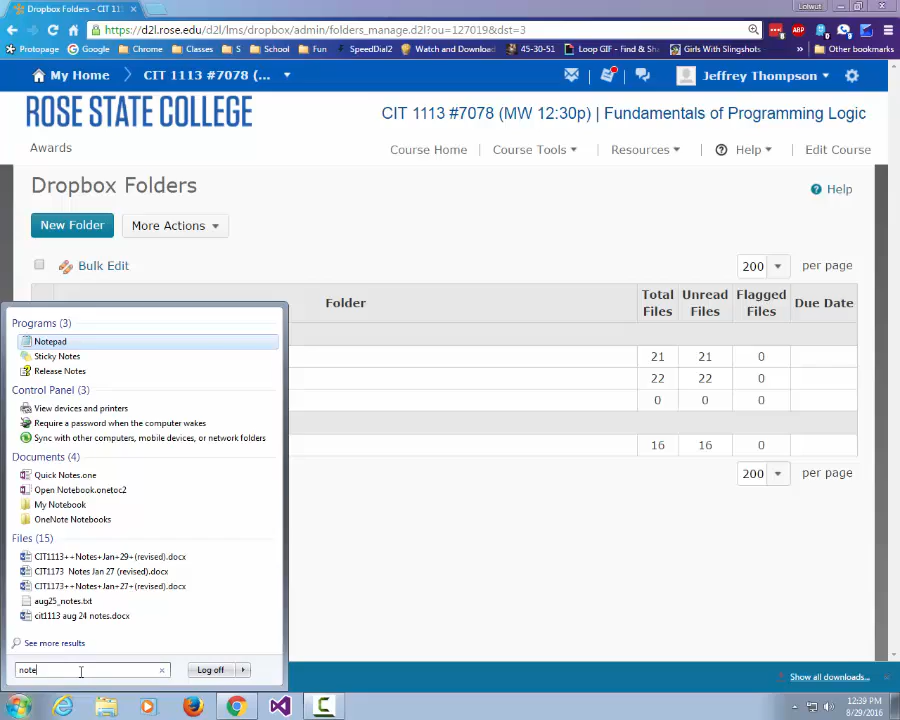 Dropbox Folders - CIT 11
Lolwut
https://d2l.rose.edu/d2l/lms/dropbox/admin/folders_manage.d2l?ou=127019&dst=3
ABP
Protopage Google Chrome Classes S School Fun SpeedDial2 Watch and Download 45-30-51 Loop GIF - Find & Sha Girls With Slingshots » Other bookmarks
My Home CIT 1113 #7078 (... Jeffrey Thompson
ROSE STATE COLLEGE
CIT 1113 #7078 (MW 12:30p) | Fundamentals of Programming Logic
Awards Course Home Course Tools Resources Help Edit Course
Dropbox Folders
Help
New Folder More Actions
Bulk Edit 200 per page
Folder Total Files Unread Files Flagged Files Due Date
21 21 0
22 22 0
0 0 0
16 16 0
200 per page
Programs (3)
Notepad
Sticky Notes
Release Notes
Control Panel (3)
View devices and printers
Require a password when the computer wakes
Sync with other computers, mobile devices, or network folders
Documents (4)
Quick Notes.one
Open Notebook.onetoc2
My Notebook
OneNote Notebooks
Files (15)
CIT1113++Notes+Jan+29+(revised).docx
CIT1173 Notes Jan 27 (revised).docx
CIT1173++Notes+Jan+27+(revised).docx
aug25_notes.txt
cit1113 aug 24 notes.docx
See more results
note Log off
Show all downloads...
12:39 PM
8/29/2016